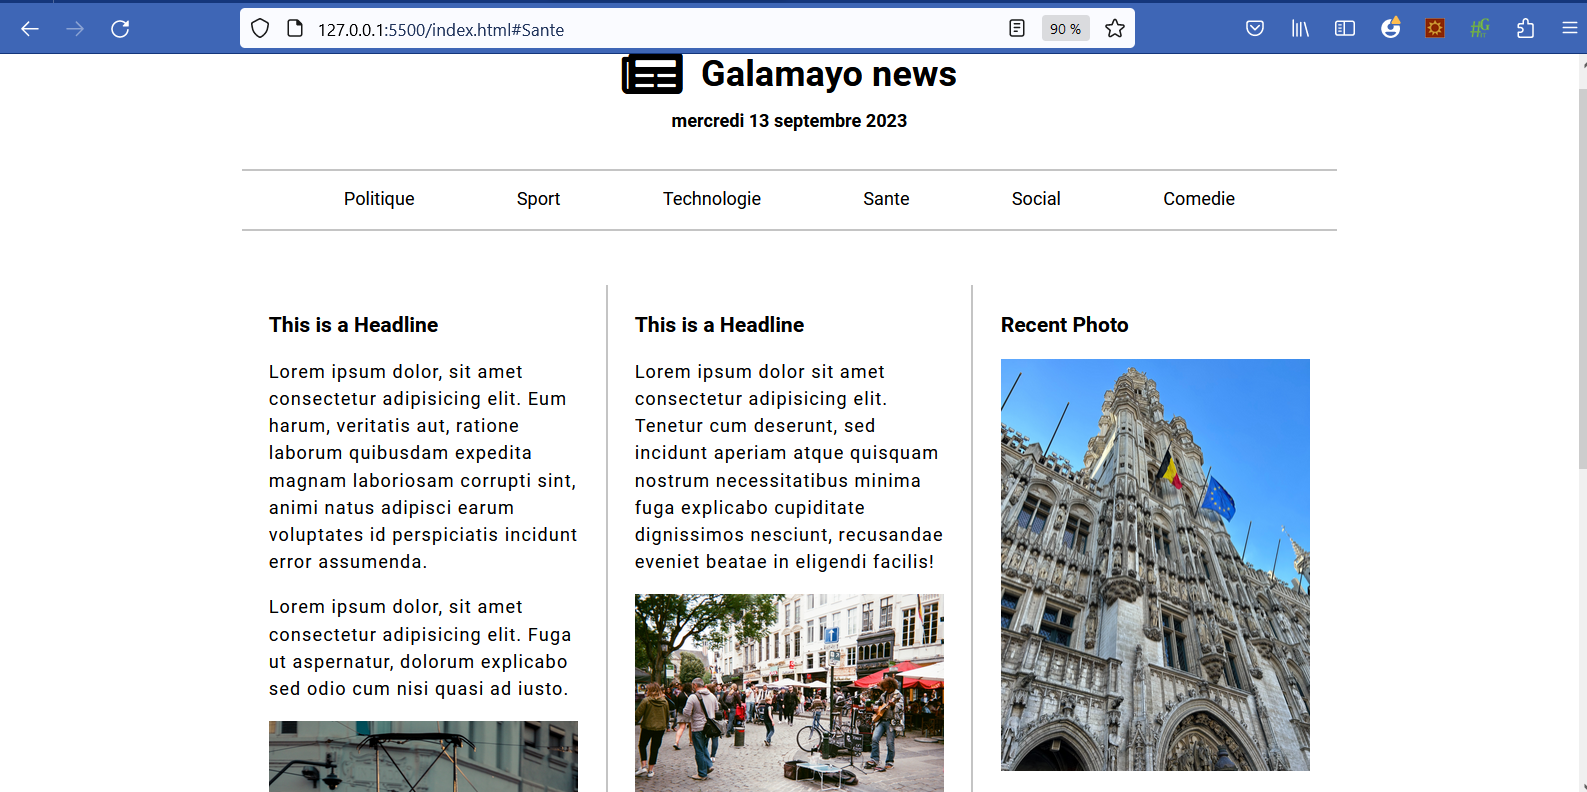 127.0.0.1:5500/index.html#Sante
90 %
Galamayo news
mercredi 13 septembre 2023
Politique Sport Technologie Sante Social Comedie
This is a Headline
Lorem ipsum dolor, sit amet
consectetur adipisicing elit. Eum
harum, veritatis aut, ratione
laborum quibusdam expedita
magnam laboriosam corrupti sint,
animi natus adipisci earum
voluptates id perspiciatis incidunt
error assumenda.
Lorem ipsum dolor, sit amet
consectetur adipisicing elit. Fuga
ut aspernatur, dolorum explicabo
sed odio cum nisi quasi ad iusto.
This is a Headline
Lorem ipsum dolor sit amet
consectetur adipisicing elit.
Tenetur cum deserunt, sed
incidunt aperiam atque quisquam
nostrum necessitatibus minima
fuga explicabo cupiditate
dignissimos nesciunt, recusandae
eveniet beatae in eligendi facilis!
Recent Photo